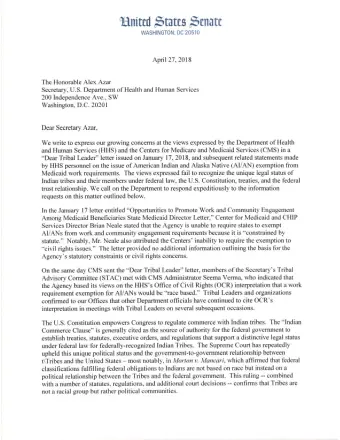 United States Senate
WASHINGTON, DC 20510
April 27, 2018
The Honorable Alex Azar
Secretary, U.S. Department of Health and Human Services
200 Independence Ave., SW
Washington, D.C. 20201
Dear Secretary Azar,
We write to express our growing concerns at the views expressed by the Department of Health
and Human Services (HHS) and the Centers for Medicare and Medicaid Services (CMS) in a
"Dear Tribal Leader" letter issued on January 17, 2018, and subsequent related statements made
by HHS personnel on the issue of American Indian and Alaska Native (AI/AN) exemption from
Medicaid work requirements. The views expressed fail to recognize the unique legal status of
Indian tribes and their members under federal law, the U.S. Constitution, treaties, and the federal
trust relationship. We call on the Department to respond expeditiously to the information
requests on this matter outlined below.
In the January 17 letter entitled "Opportunities to Promote Work and Community Engagement
Among Medicaid Beneficiaries State Medicaid Director Letter," Center for Medicaid and CHIP
Services Director Brian Neale stated that the Agency is unable to require states to exempt
AI/ANs from work and community engagement requirements because it is "constrained by
statute." Notably, Mr. Neale also attributed the Centers' inability to require the exemption to
"civil rights issues." The letter provided no additional information outlining the basis for the
Agency's statutory constraints or civil rights concerns.
On the same day CMS sent the "Dear Tribal Leader" letter, members of the Secretary's Tribal
Advisory Committee (STAC) met with CMS Administrator Seema Verma, who indicated that
the Agency based its views on the HHS's Office of Civil Rights (OCR) interpretation that a work
requirement exemption for AI/ANs would be "race based." Tribal Leaders and organizations
confirmed to our Offices that other Department officials have continued to cite OCR's
interpretation in meetings with Tribal Leaders on several subsequent occasions.
The U.S. Constitution empowers Congress to regulate commerce with Indian tribes. The "Indian
Commerce Clause" is generally cited as the source of authority for the federal government to
establish treaties, statutes, executive orders, and regulations that support a distinctive legal status
under federal law for federally-recognized Indian Tribes. The Supreme Court has repeatedly
upheld this unique political status and the government-to-government relationship between
tTribes and the United States – most notably, in Morton v. Mancari, which affirmed that federal
classifications fulfilling federal obligations to Indians are not based on race but instead on a
political relationship between the Tribes and the federal government. This ruling -- combined
with a number of statutes, regulations, and additional court decisions -- confirms that Tribes are
not a racial group but rather political communities.